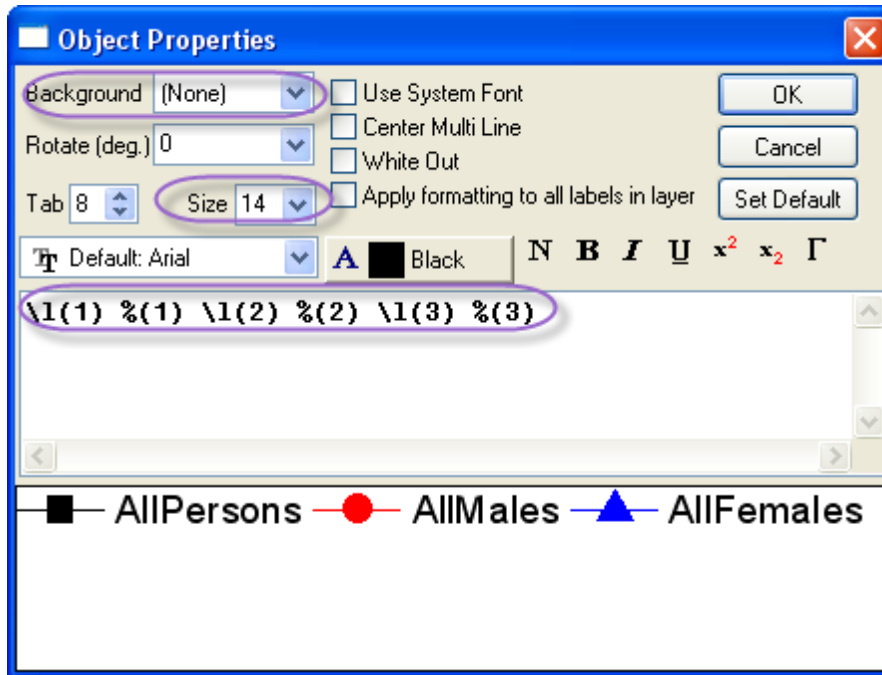 Object Properties
Background (None) Use System Font OK
Center Multi Line
Rotate (deg.) 0 Cancel
White Out
Tab 8 Size 14 Apply formatting to all labels in layer Set Default
Default: Arial A Black N B I U x² x₂ Γ
\l(1) %(1) \l(2) %(2) \l(3) %(3)
AllPersons AllMales AllFemales